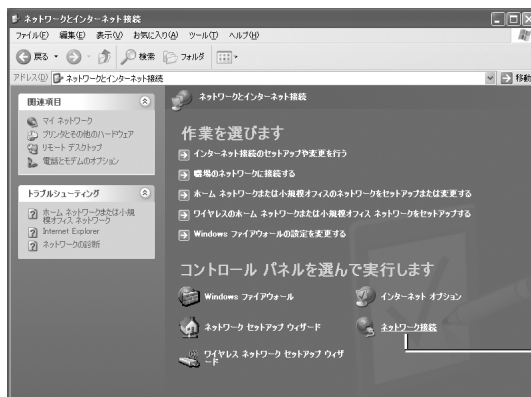 ネットワークとインターネット接続
ファイル(F) 編集(E) 表示(V) お気に入り(A) ツール(T) ヘルプ(H)
戻る 検索 フォルダ
アドレス(D) ネットワークとインターネット接続 移動
関連項目
マイ ネットワーク
プリンタとその他のハードウェア
リモート デスクトップ
電話とモデムのオプション
トラブルシューティング
ホーム ネットワークまたは小規
模オフィス ネットワーク
Internet Explorer
ネットワークの診断
ネットワークとインターネット接続
作業を選びます
インターネット接続のセットアップや変更を行う
職場のネットワークに接続する
ホーム ネットワークまたは小規模オフィスのネットワークをセットアップまたは変更する
ワイヤレスのホーム ネットワークまたは小規模オフィス ネットワークをセットアップする
Windows ファイアウォールの設定を変更する
コントロール パネルを選んで実行します
Windows ファイアウォール
インターネット オプション
ネットワーク セットアップ ウィザード
ネットワーク接続
ワイヤレス ネットワーク セットアップ ウィザ
ード